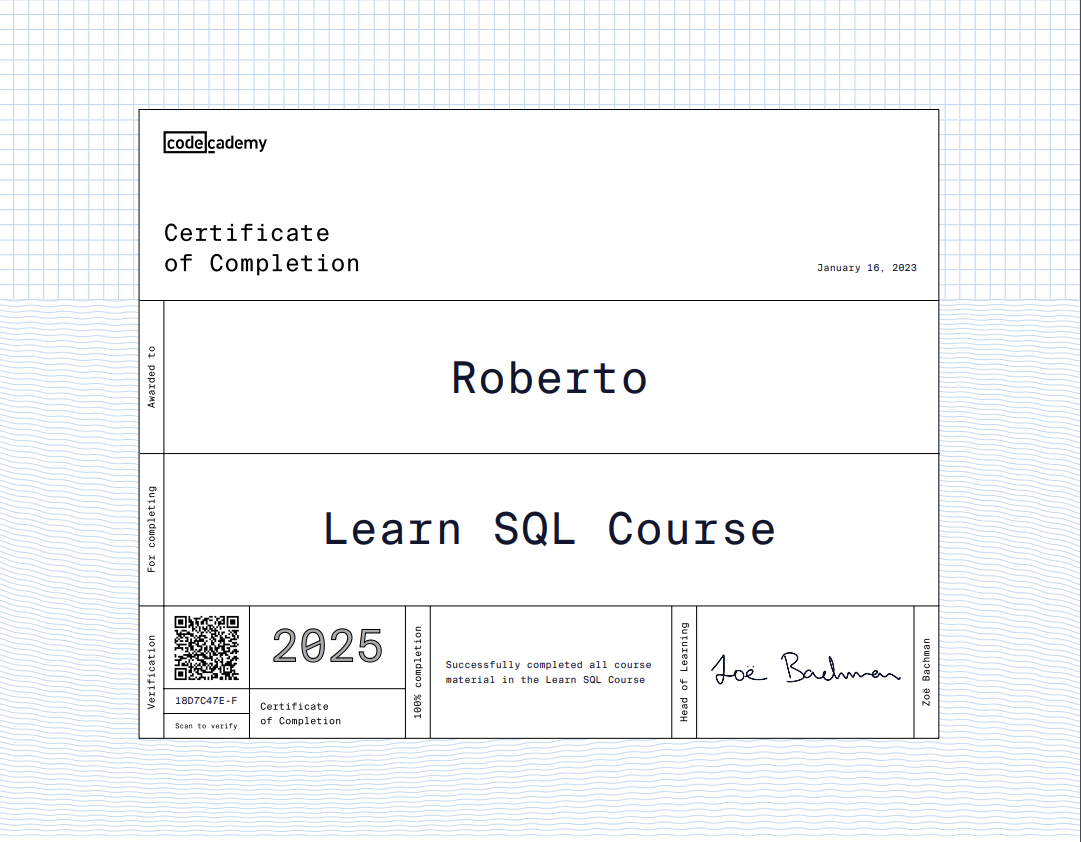 codecademy
Certificate
of Completion
January 16, 2023
Awarded to
Roberto
For completing
Learn SQL Course
Verification
18D7C47E-F
Scan to verify
2025
Certificate
of Completion
100% completion
Successfully completed all course
material in the Learn SQL Course
Head of Learning
Zoë Bachman
Zoë Bachman